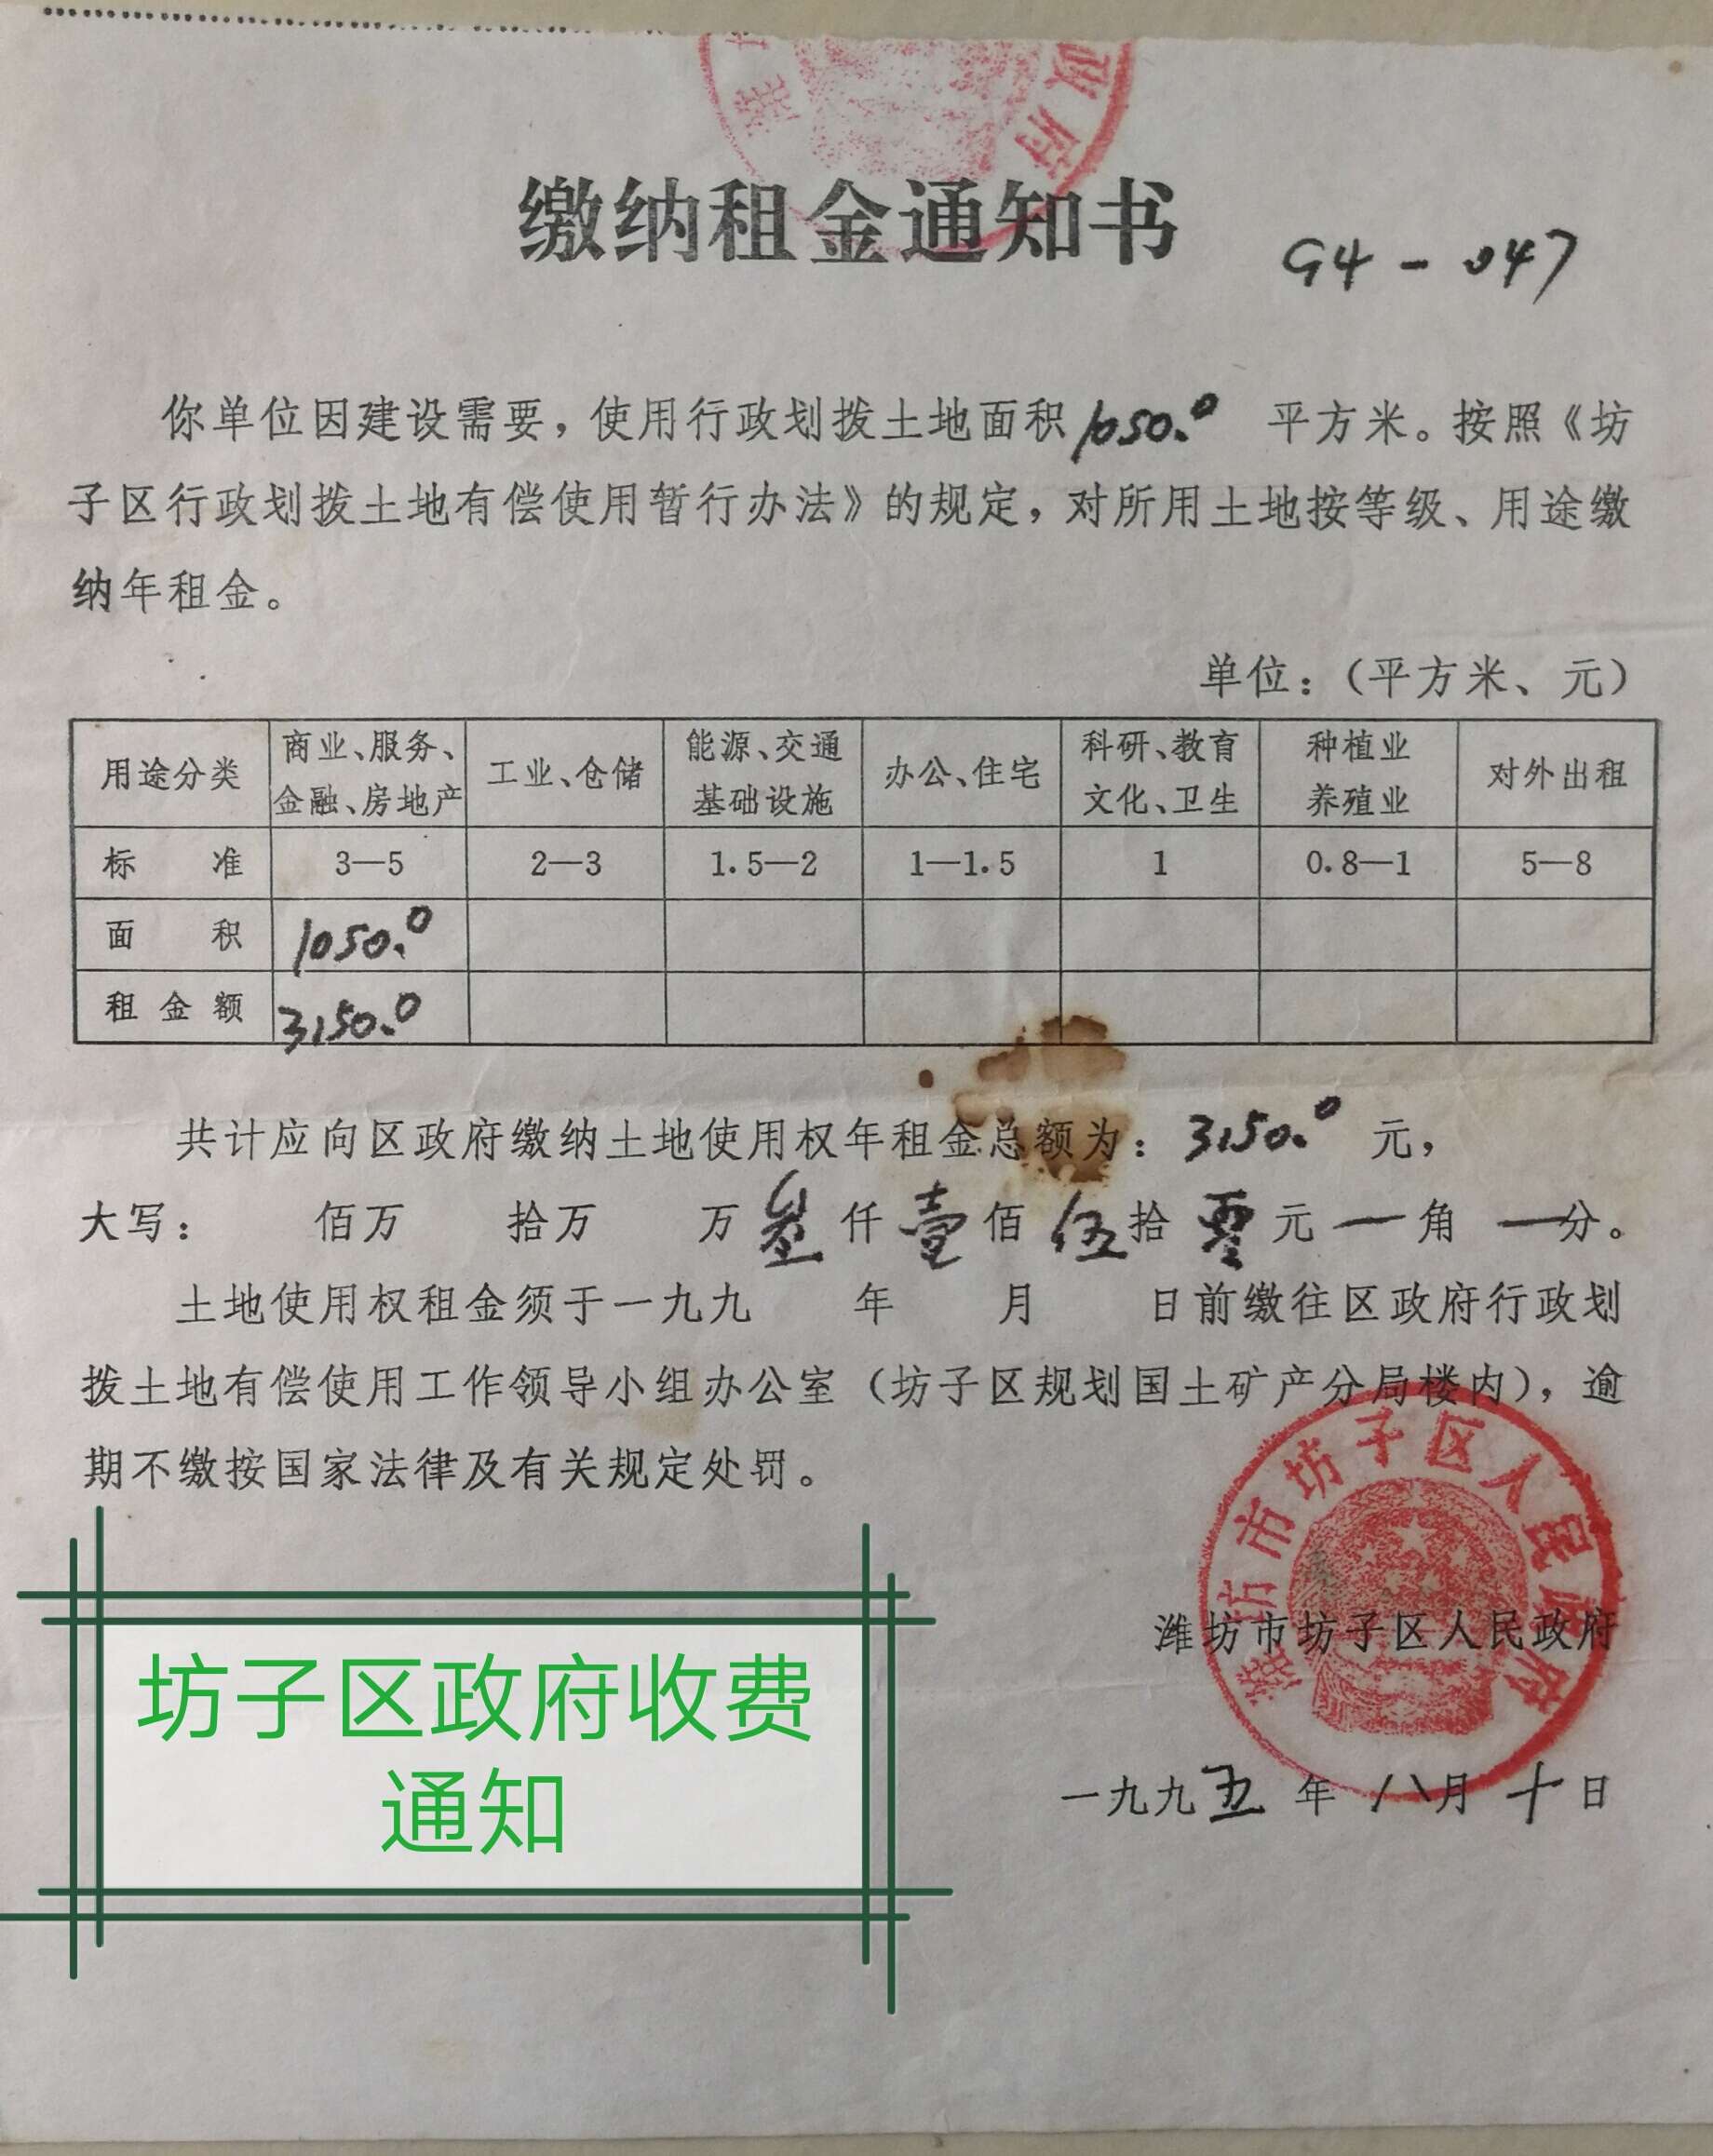 政府
缴纳租金通知书
G4-047
你单位因建设需要，使用行政划拨土地面积1050.0 平方米。按照《坊
子区行政划拨土地有偿使用暂行办法》的规定，对所用土地按等级、用途缴
纳年租金。
单位：（平方米、元）
用途分类 商业、服务、金融、房地产 工业、仓储 能源、交通基础设施 办公、住宅 科研、教育文化、卫生 种植业养殖业 对外出租
标 准 3—5 2—3 1.5—2 1—1.5 1 0.8—1 5—8
面 积 1050.0
租金额 3150.0
共计应向区政府缴纳土地使用权年租金总额为：3150.0 元，
大写： 佰万 拾万 万叁仟壹佰伍拾零元—角—分。
土地使用权租金须于一九九 年 月 日前缴往区政府行政划
拨土地有偿使用工作领导小组办公室（坊子区规划国土矿产分局楼内），逾
期不缴按国家法律及有关规定处罚。
潍坊市坊子区人民政府
潍坊市坊子区人民政府
一九九五年 八月十日
坊子区政府收费
通知